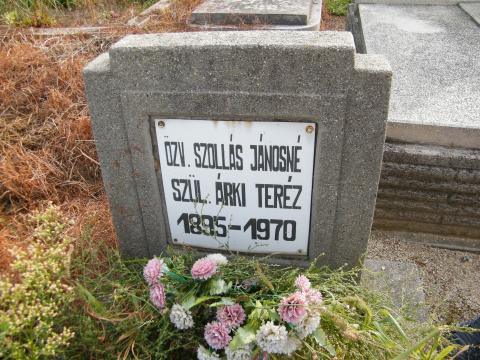 ÖZV. SZOLLÁS JÁNOSNÉ
SZÜL ÁRKI TERÉZ
1895-1970